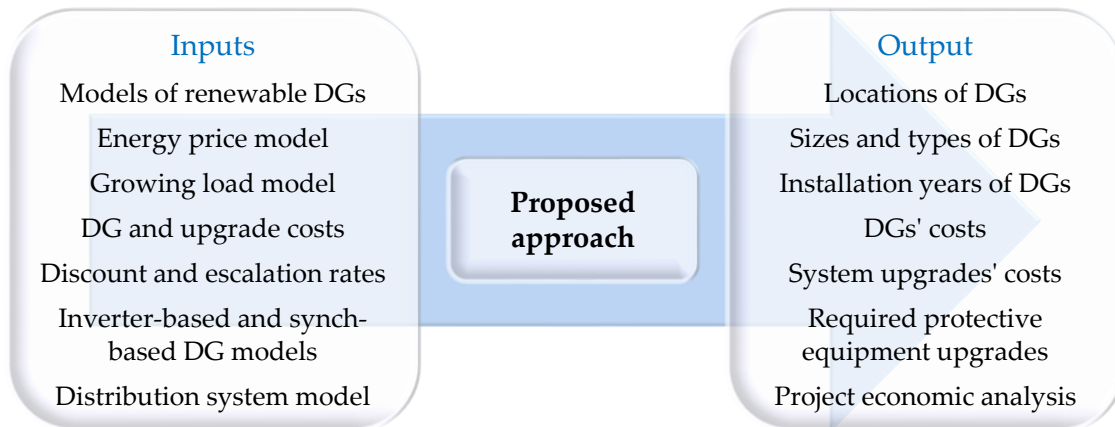 Inputs
Models of renewable DGs
Energy price model
Growing load model
DG and upgrade costs
Discount and escalation rates
Inverter-based and synch-
based DG models
Distribution system model
Proposed
approach
Output
Locations of DGs
Sizes and types of DGs
Installation years of DGs
DGs' costs
System upgrades' costs
Required protective
equipment upgrades
Project economic analysis